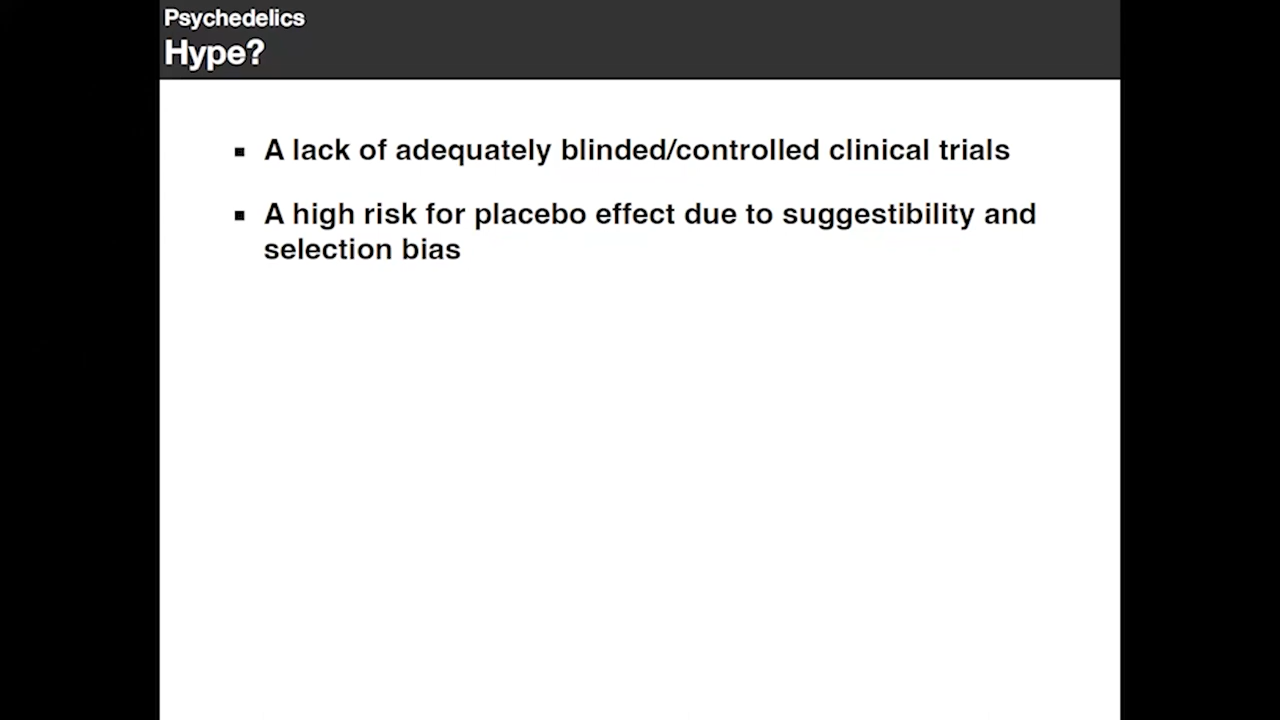 Psychedelics
Hype?
▪ A lack of adequately blinded/controlled clinical trials
▪ A high risk for placebo effect due to suggestibility and
selection bias